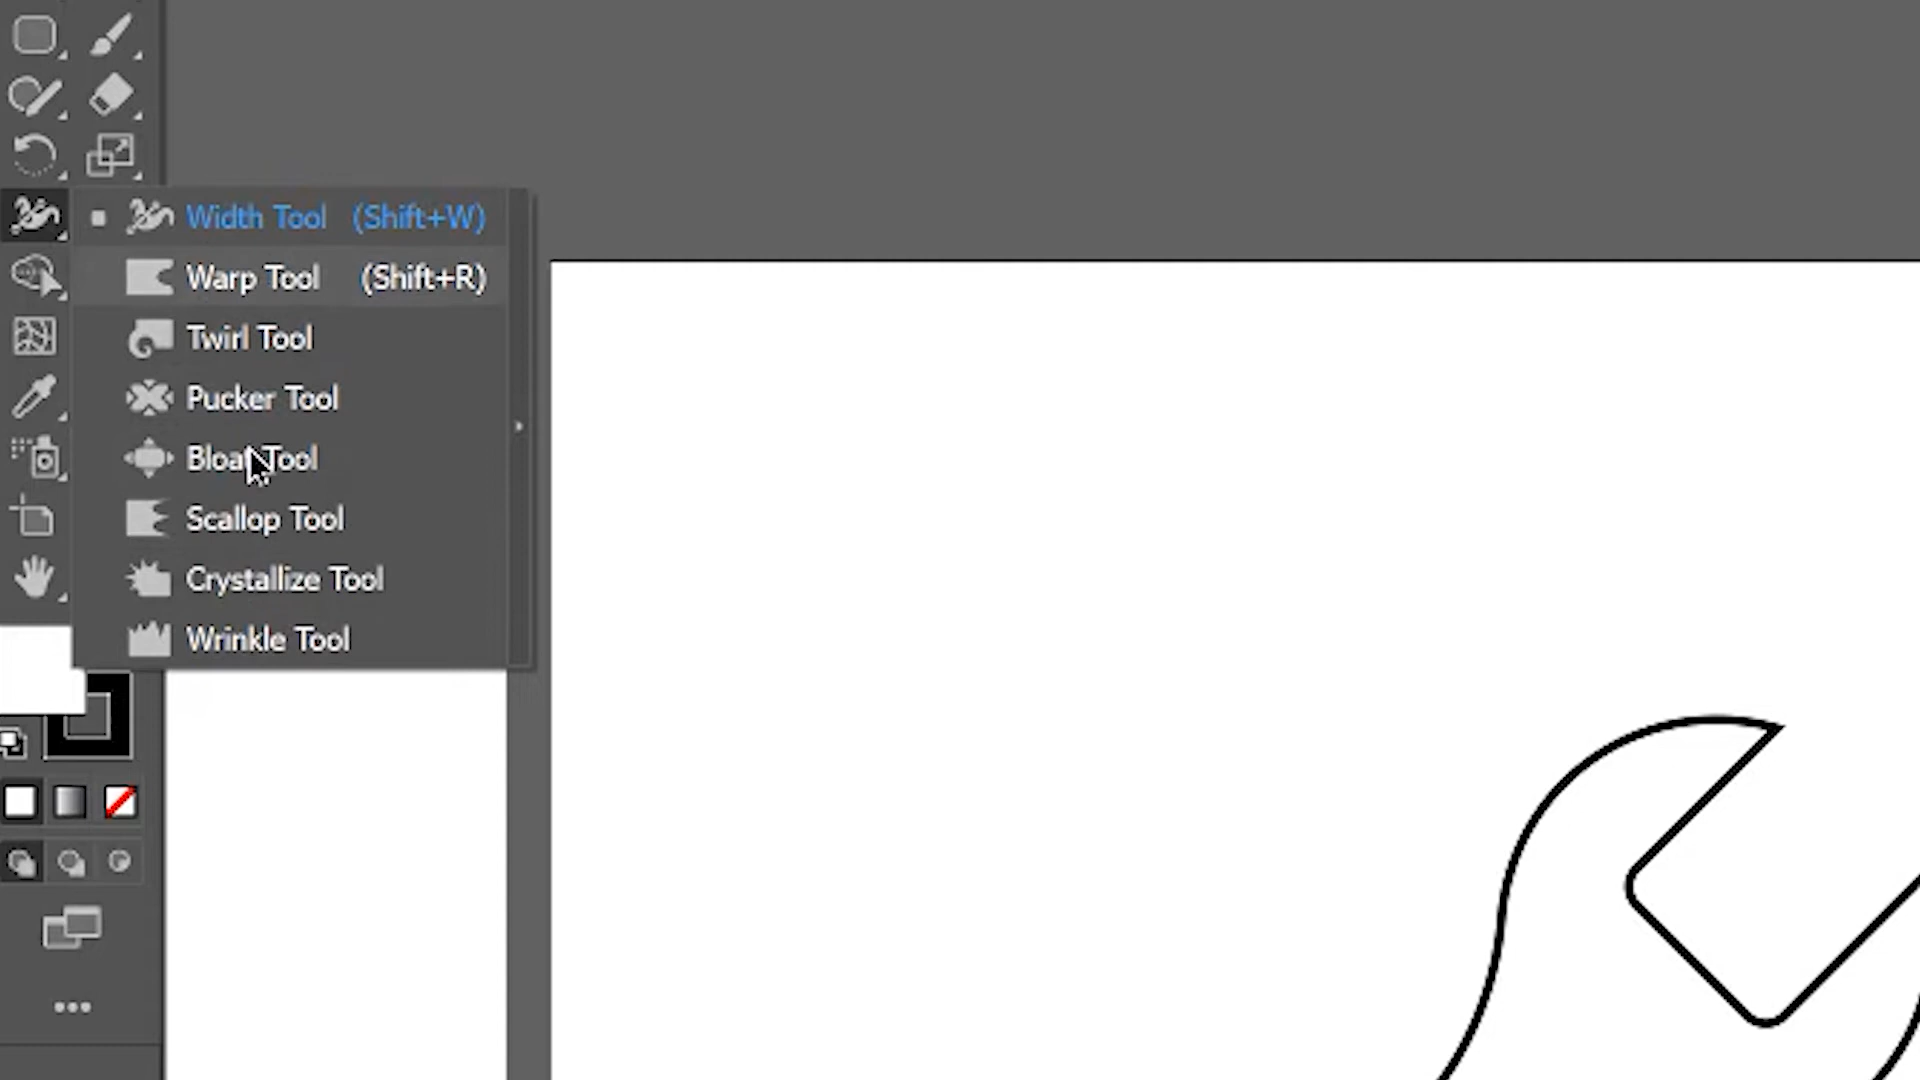 Width Tool (Shift+W)
Warp Tool (Shift+R)
Twirl Tool
Pucker Tool
Bloat Tool
Scallop Tool
Crystallize Tool
Wrinkle Tool